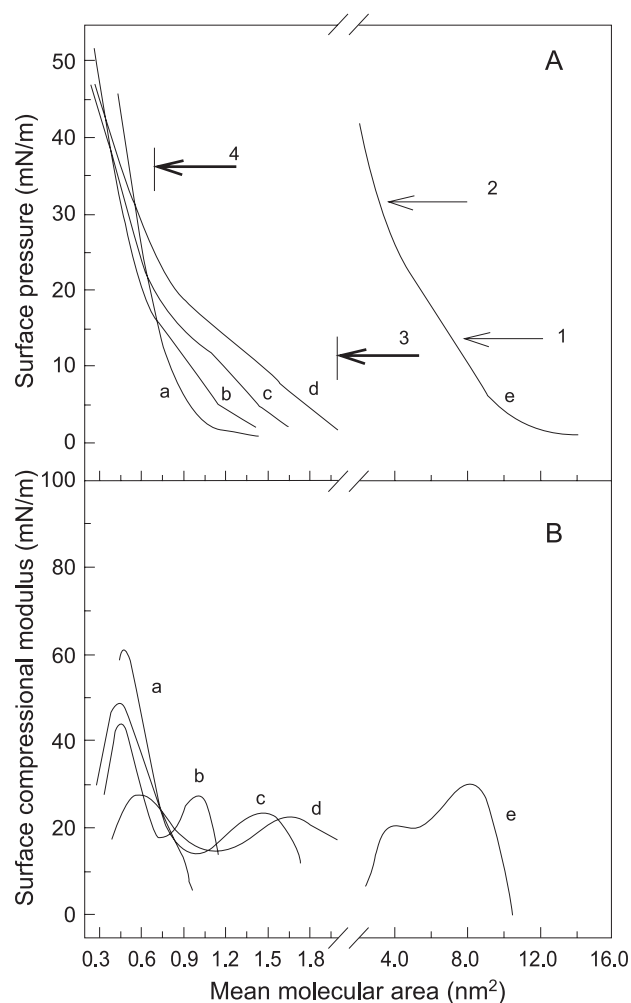 A
50
40
30
20
10
0
Surface pressure (mN/m)
4
2
3
1
a
b
c
d
e
B
100
80
60
40
20
0
Surface compressional modulus (mN/m)
a
b
c
d
e
0.3 0.6 0.9 1.2 1.5 1.8 4.0 8.0 12.0 16.0
Mean molecular area (nm²)